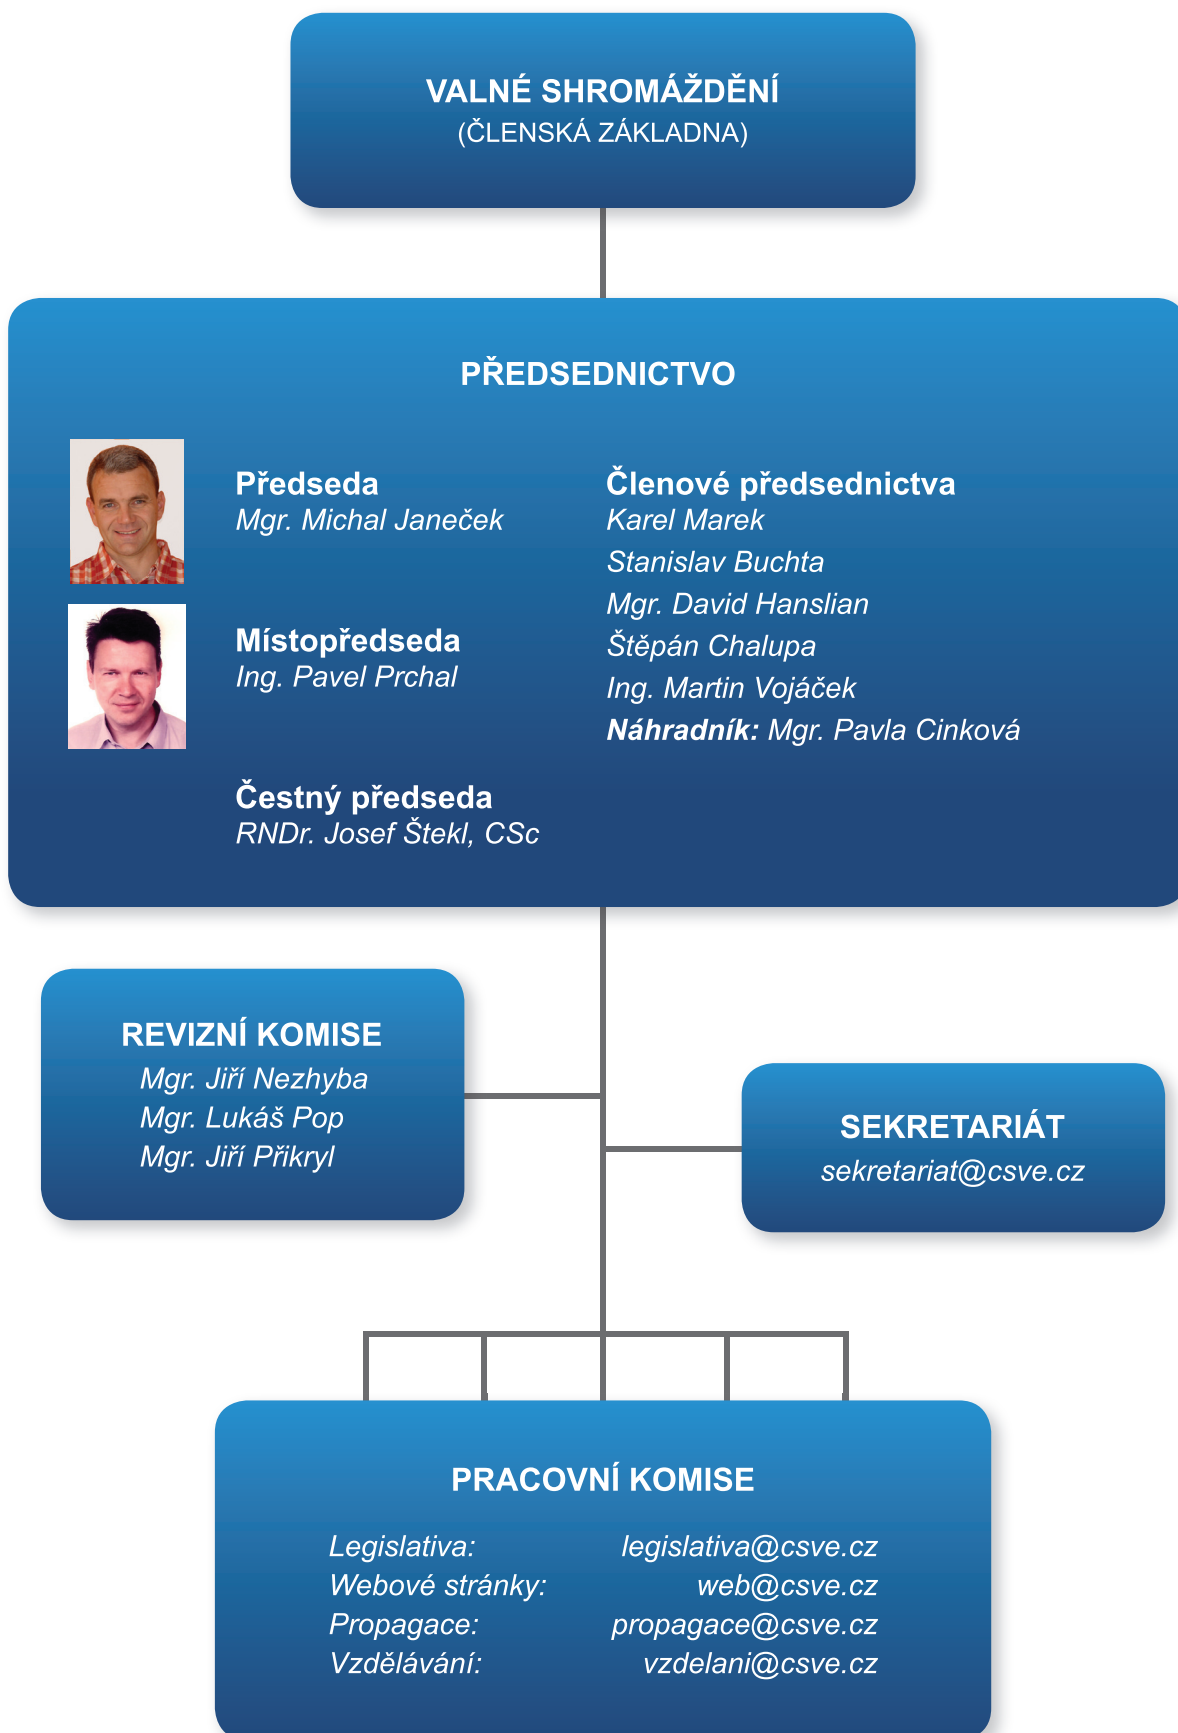 VALNÉ SHROMÁŽDĚNÍ
(ČLENSKÁ ZÁKLADNA)
PŘEDSEDNICTVO
Předseda
Mgr. Michal Janeček
Místopředseda
Ing. Pavel Prchal
Čestný předseda
RNDr. Josef Štekl, CSc
Členové předsednictva
Karel Marek
Stanislav Buchta
Mgr. David Hanslian
Štěpán Chalupa
Ing. Martin Vojáček
Náhradník: Mgr. Pavla Cinková
REVIZNÍ KOMISE
Mgr. Jiří Nezhyba
Mgr. Lukáš Pop
Mgr. Jiří Přikryl
SEKRETARIÁT
sekretariat@csve.cz
PRACOVNÍ KOMISE
Legislativa: legislativa@csve.cz
Webové stránky: web@csve.cz
Propagace: propagace@csve.cz
Vzdělávání: vzdelani@csve.cz